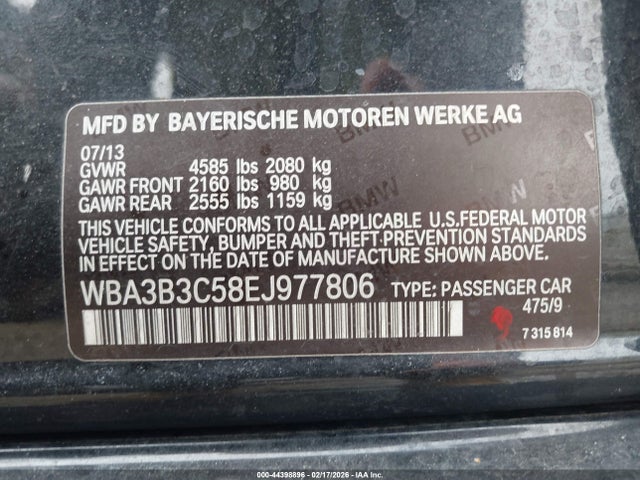 MFD BY BAYERISCHE MOTOREN WERKE AG
07/13
GVWR 4585 lbs 2080 kg
GAWR FRONT 2160 lbs 980 kg
GAWR REAR 2555 lbs 1159 kg
THIS VEHICLE CONFORMS TO ALL APPLICABLE U.S.FEDERAL MOTOR
VEHICLE SAFETY, BUMPER AND THEFT-PREVENTION STANDARDS
IN EFFECT ON THE DATE OF MANUFACTURE SHOWN ABOVE.
WBA3B3C58EJ977806 TYPE: PASSENGER CAR
475/9
7 315 814
000-44398896 - 02/17/2026 - IAA Inc.